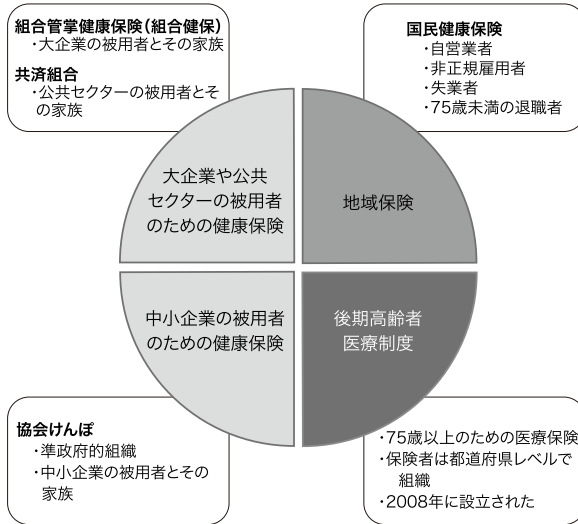 組合管掌健康保険(組合健保)
・大企業の被用者とその家族
共済組合
・公共セクターの被用者とそ
の家族
国民健康保険
・自営業者
・非正規雇用者
・失業者
・75歳未満の退職者
大企業や公共
セクターの被用者
のための健康保険
地域保険
中小企業の被用者
のための健康保険
後期高齢者
医療制度
協会けんぽ
・準政府的組織
・中小企業の被用者とその
家族
・75歳以上のための医療保険
・保険者は都道府県レベルで
組織
・2008年に設立された